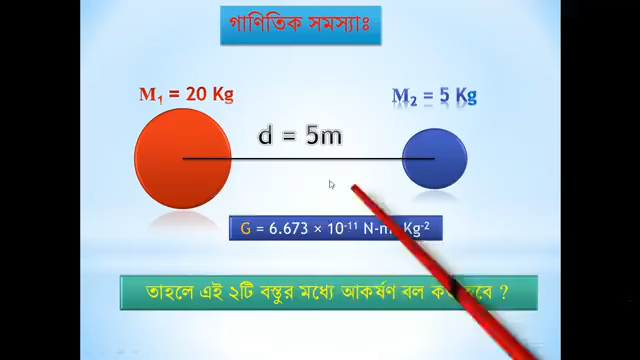 গাণিতিক সমস্যাঃ
M₁ = 20 Kg
M₂ = 5 Kg
d = 5m
G = 6.673 × 10⁻¹¹ Kg⁻²
তাহলে এই ২টি বস্তুর মধ্যে আকর্ষণ বল ?